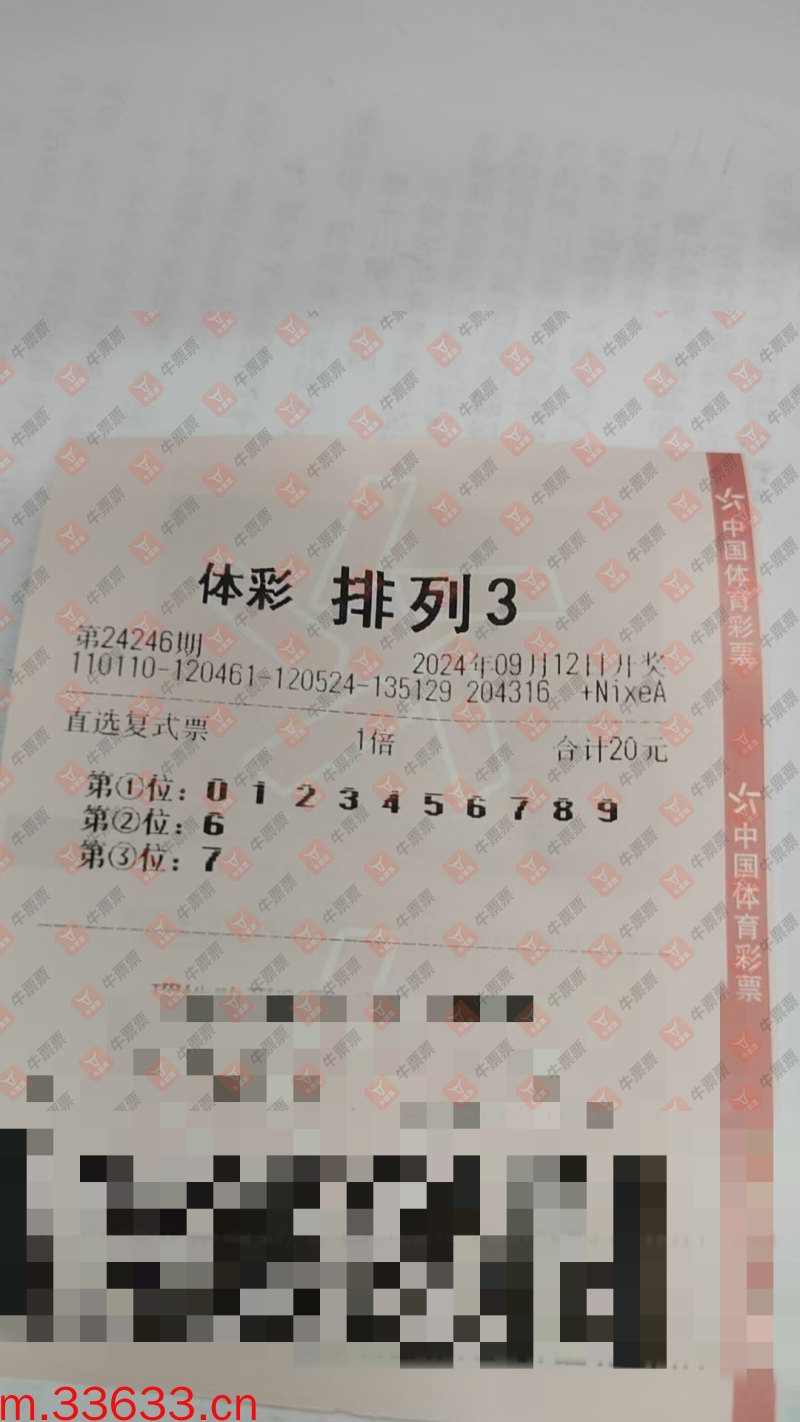 体彩 排列3
第24246期
2024年09月12日开奖
110110-120461-120524-135129 204316 +NixeA
直选复式票 1倍 合计20元
第①位：0 1 2 3 4 5 6 7 8 9
第②位：6
第③位：7
中国体育彩票
中国体育彩票
牛票票
m.33633.cn